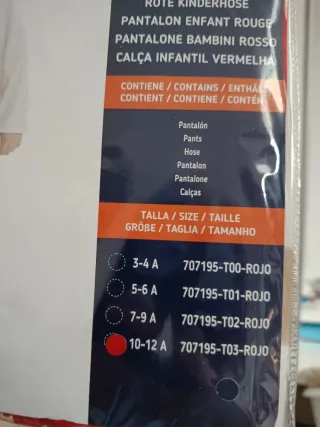 ROTE KINDERHOSE
PANTALON ENFANT ROUGE
PANTALONE BAMBINI ROSSO
CALÇA INFANTIL VERMELHA
CONTIENE / CONTAINS / ENTHÄLT
CONTIENT / CONTIENE / CONTÉM
Pantalón
Pants
Hose
Pantalon
Pantalone
Calças
TALLA / SIZE / TAILLE
GRÖBE / TAGLIA / TAMANHO
3-4 A 707195-T00-ROJO
5-6 A 707195-T01-ROJO
7-9 A 707195-T02-ROJO
10-12 A 707195-T03-ROJO